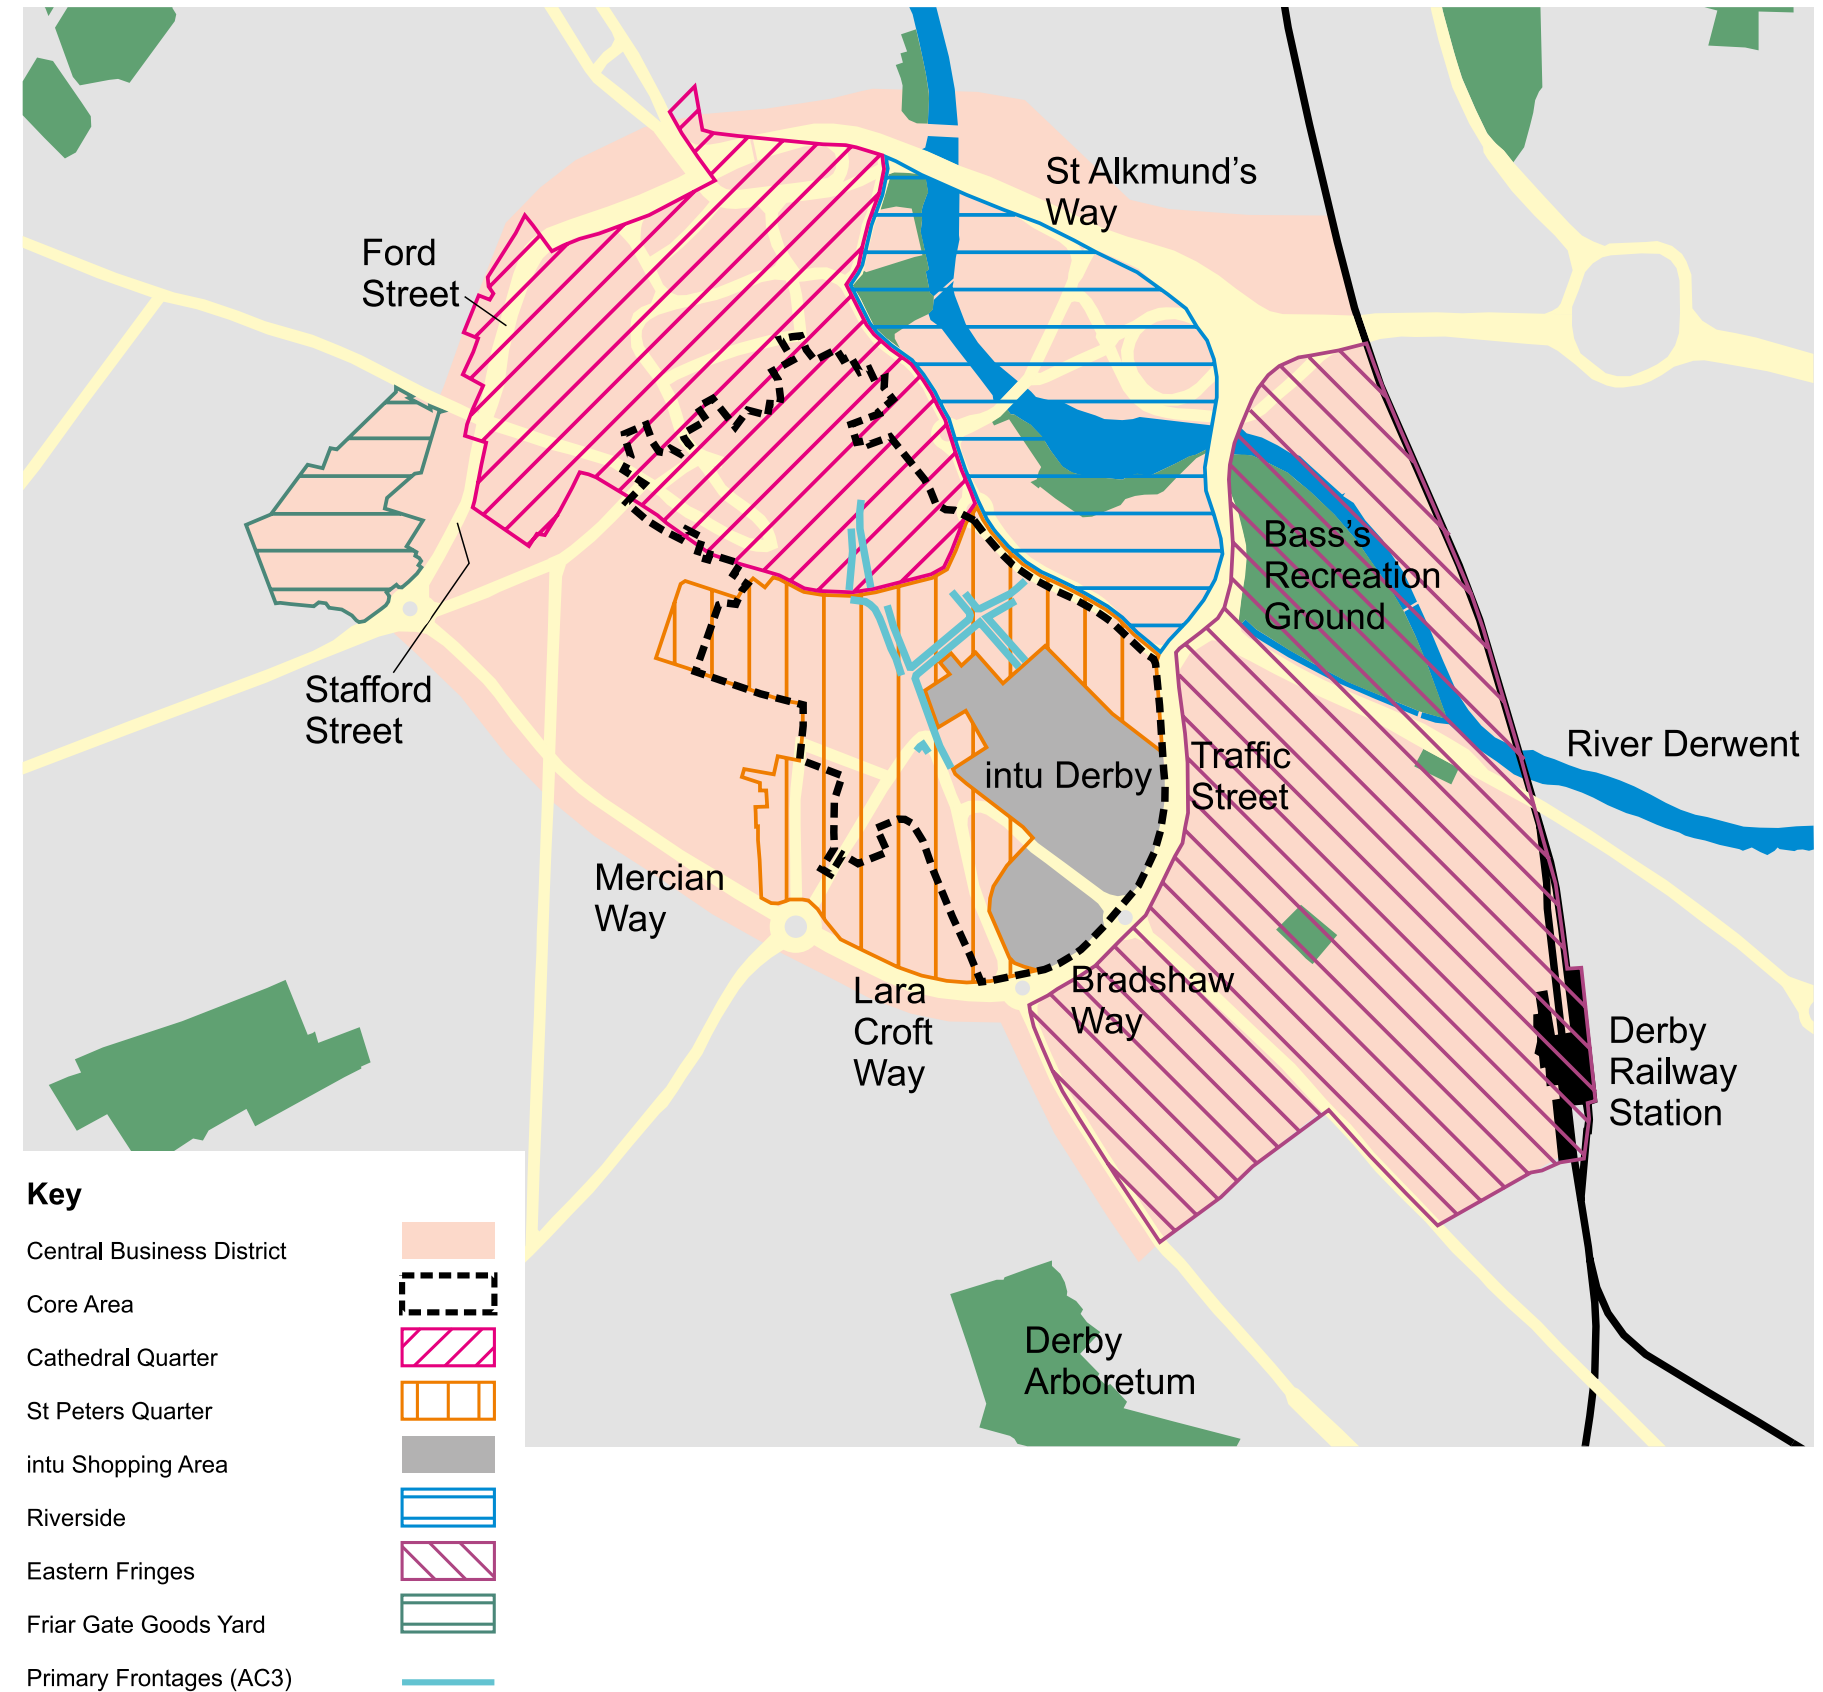 St Alkmund's
Way
Ford
Street
Bass's
Recreation
Ground
Stafford
Street
River Derwent
Traffic
Street
intu Derby
Mercian
Way
Bradshaw
Way
Lara
Croft
Way
Derby
Railway
Station
Derby
Arboretum
Key
Central Business District
Core Area
Cathedral Quarter
St Peters Quarter
intu Shopping Area
Riverside
Eastern Fringes
Friar Gate Goods Yard
Primary Frontages (AC3)